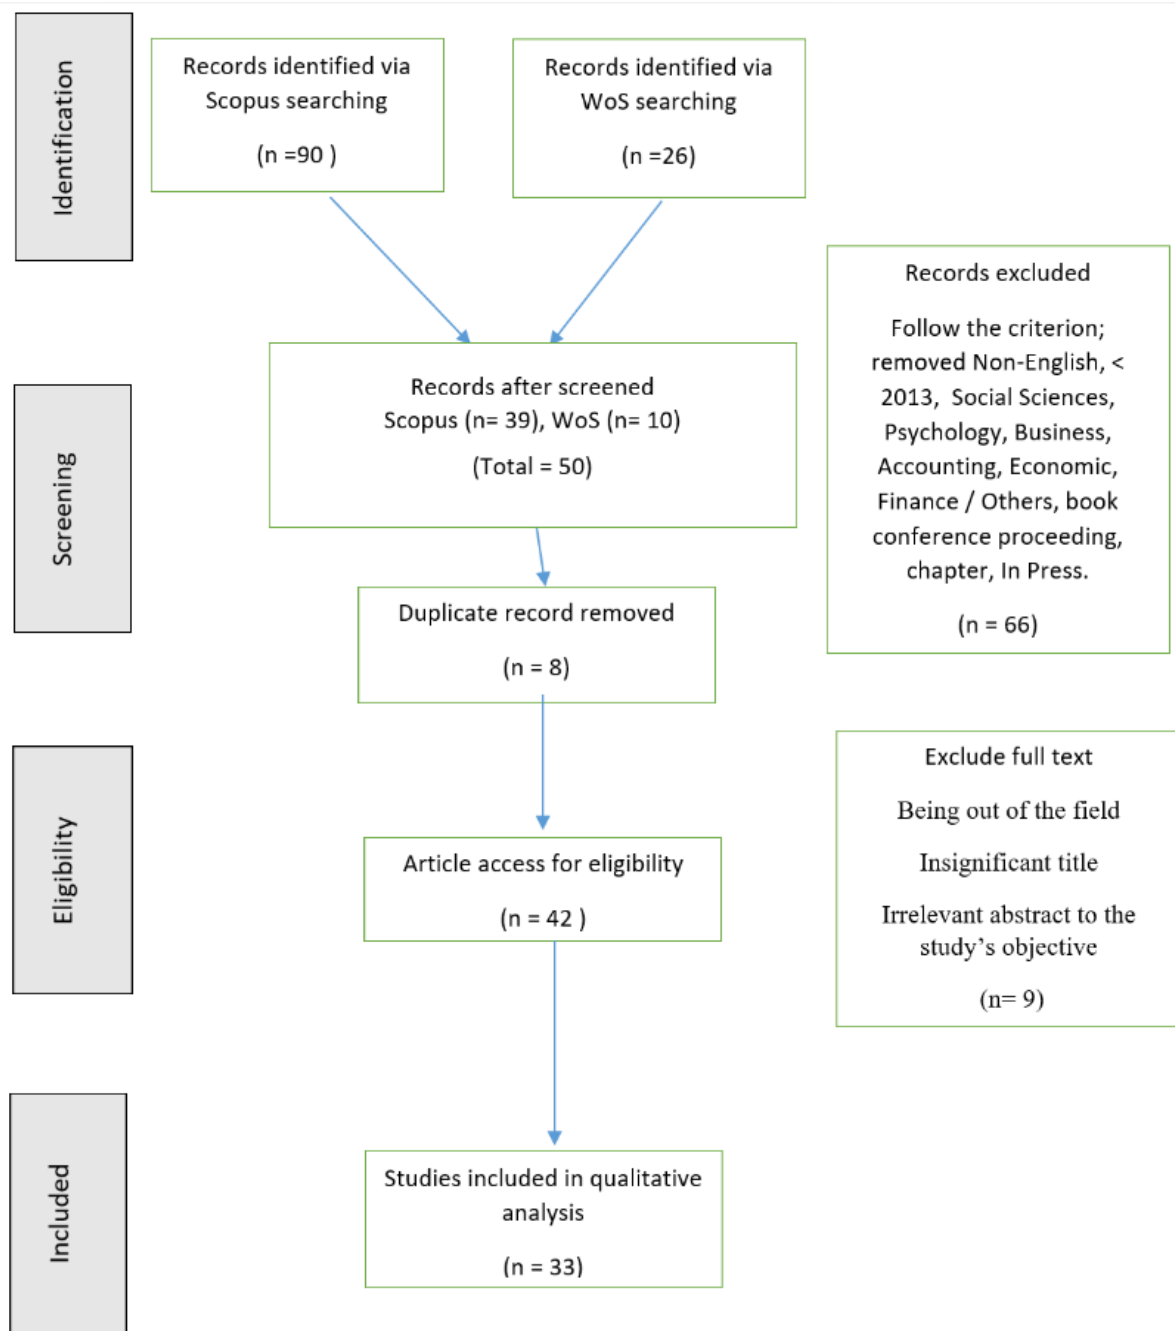 Identification
Records identified via
Scopus searching
(n =90 )
Records identified via
WoS searching
(n =26)
Records excluded
Follow the criterion;
removed Non-English, <
2013, Social Sciences,
Psychology, Business,
Accounting, Economic,
Finance / Others, book
conference proceeding,
chapter, In Press.
(n = 66)
Screening
Records after screened
Scopus (n= 39), WoS (n= 10)
(Total = 50)
Duplicate record removed
(n = 8)
Eligibility
Article access for eligibility
(n = 42 )
Exclude full text
Being out of the field
Insignificant title
Irrelevant abstract to the
study’s objective
(n= 9)
Included
Studies included in qualitative
analysis
(n = 33)